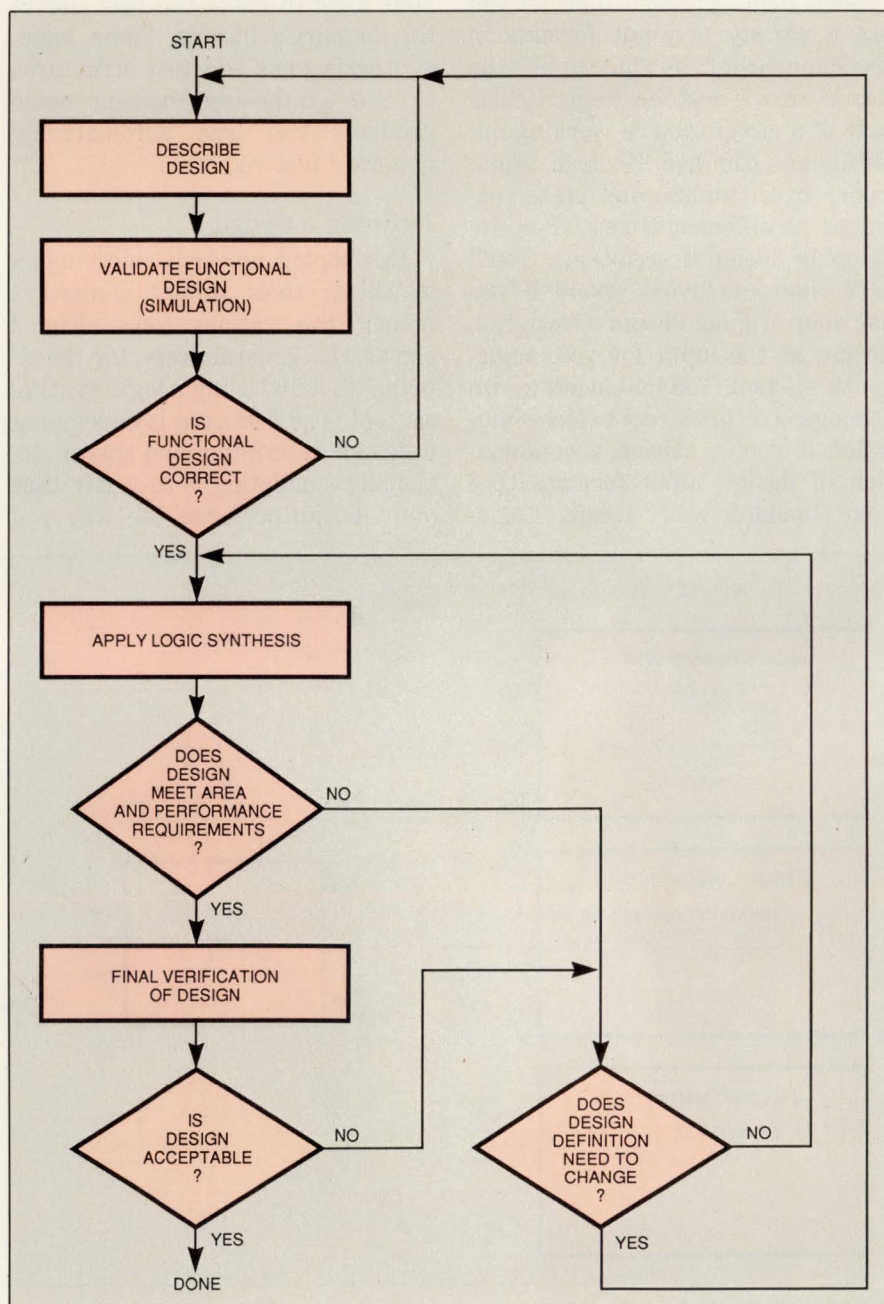 START
DESCRIBE
DESIGN
VALIDATE FUNCTIONAL
DESIGN
(SIMULATION)
IS
FUNCTIONAL
DESIGN
CORRECT
?
NO
YES
APPLY LOGIC SYNTHESIS
DOES
DESIGN
MEET AREA
AND PERFORMANCE
REQUIREMENTS
?
NO
YES
FINAL VERIFICATION
OF DESIGN
IS
DESIGN
ACCEPTABLE
?
NO
YES
DONE
DOES
DESIGN
DEFINITION
NEED TO
CHANGE
?
NO
YES